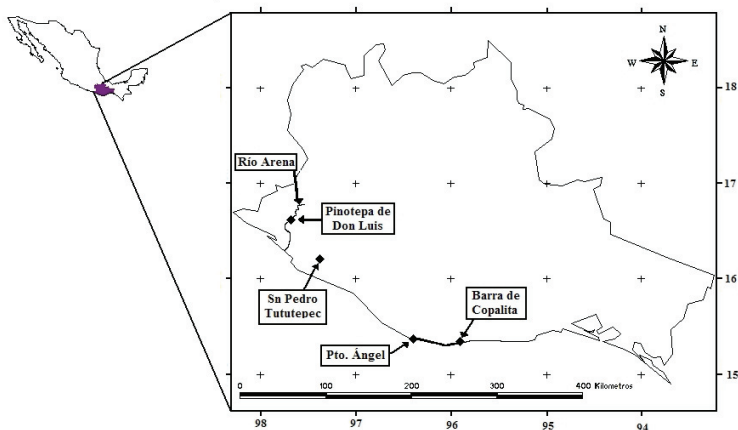 N
W E
S
18
17
16
15
Río Arena
Pinotepa de
Don Luis
Sn Pedro
Tututepec
Barra de
Copalita
Pto. Ángel
0 100 200 300 400 Kilometros
98 97 96 95 94